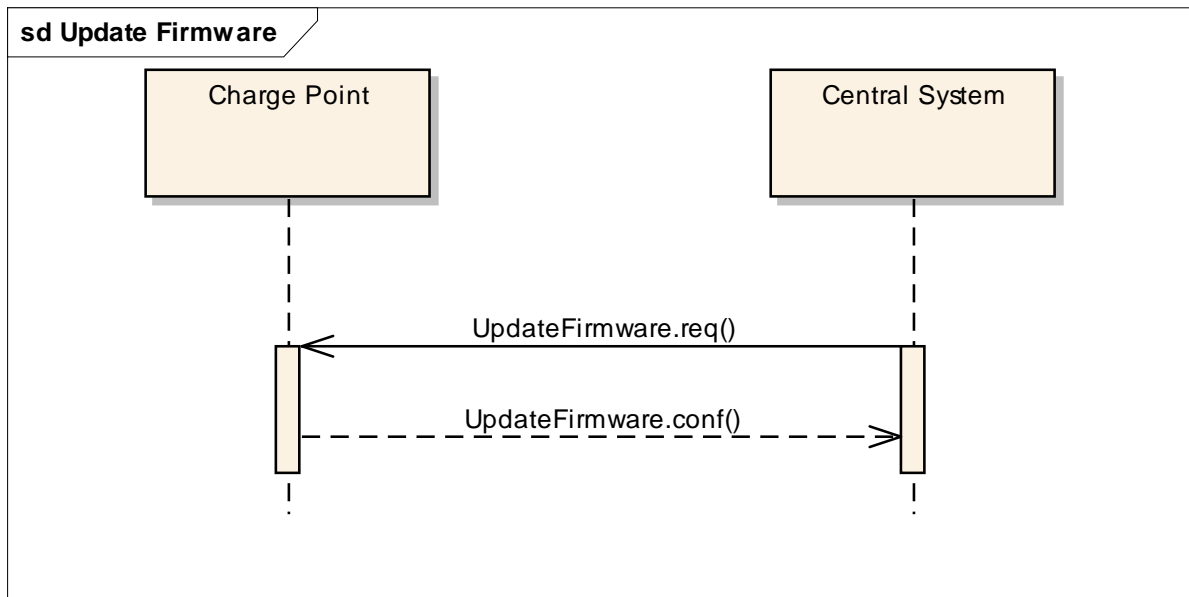 sd Update Firmware
Charge Point
Central System
UpdateFirmware.req()
UpdateFirmware.conf()